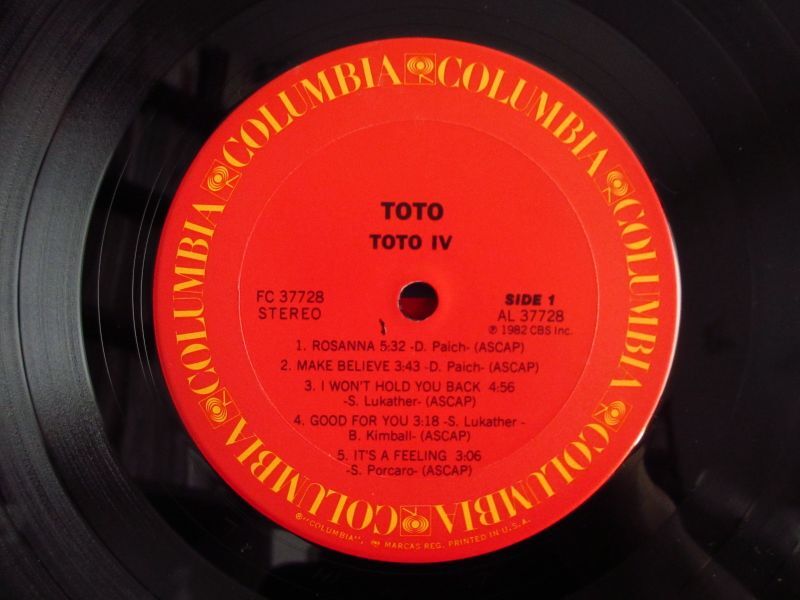 COLUMBIA COLUMBIA COLUMBIA COLUMBIA COLUMBIA COLUMBIA
TOTO
TOTO IV
FC 37728
STEREO
SIDE 1
AL 37728
℗ 1982 CBS Inc.
1. ROSANNA 5:32 -D. Paich- (ASCAP)
2. MAKE BELIEVE 3:43 -D. Paich- (ASCAP)
3. I WON'T HOLD YOU BACK 4:56
-S. Lukather- (ASCAP)
4. GOOD FOR YOU 3:18 -S. Lukather -
B. Kimball- (ASCAP)
5. IT'S A FEELING 3:06
-S. Porcaro- (ASCAP)
"COLUMBIA", MARCAS REG. PRINTED IN U.S.A.